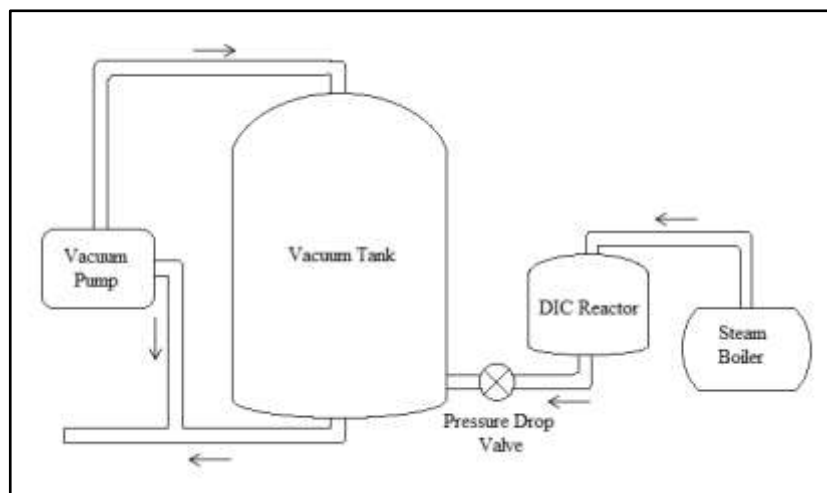 Vacuum
Pump
Vacuum Tank
DIC Reactor
Steam
Boiler
Pressure Drop
Valve